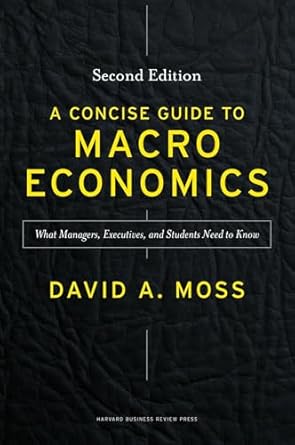 Second Edition
A CONCISE GUIDE TO
MACRO
ECONOMICS
What Managers, Executives, and Students Need to Know
DAVID A. MOSS
HARVARD BUSINESS REVIEW PRESS